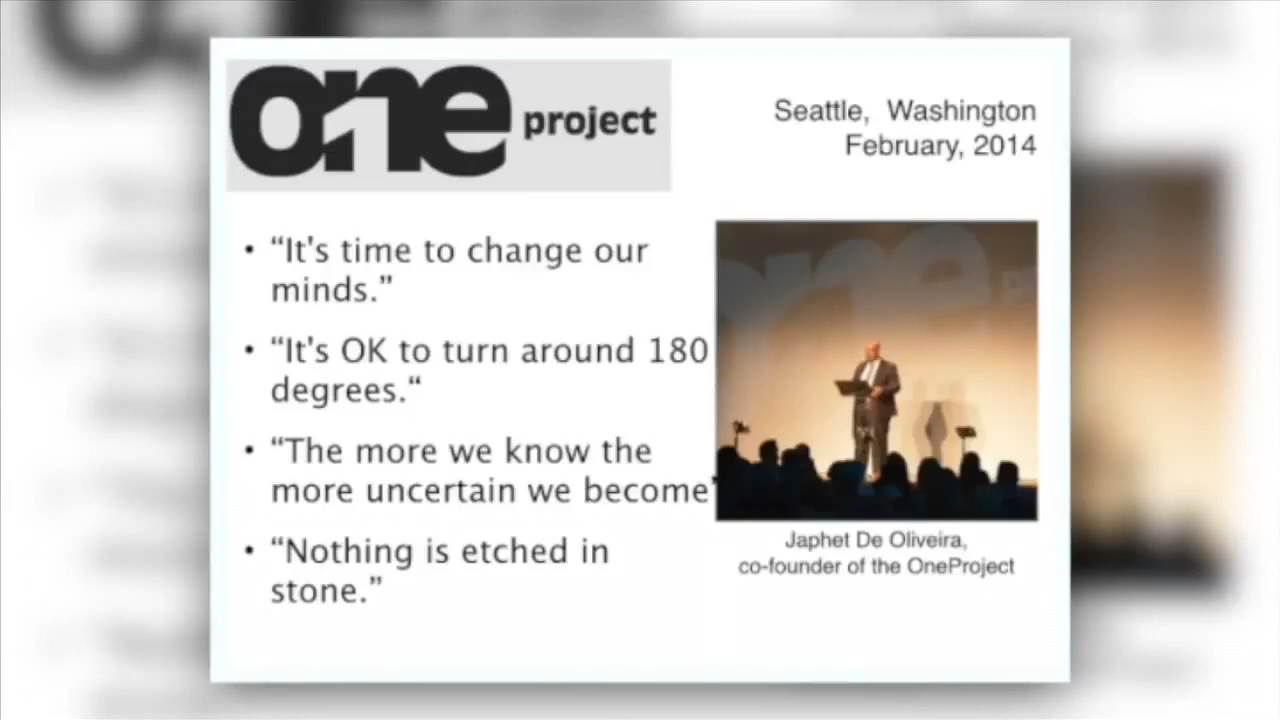 one project
Seattle, Washington
February, 2014
• “It's time to change our
minds.”
• “It's OK to turn around 180
degrees.“
• “The more we know the
more uncertain we become”
• “Nothing is etched in
stone.”
one
Japhet De Oliveira,
co-founder of the OneProject